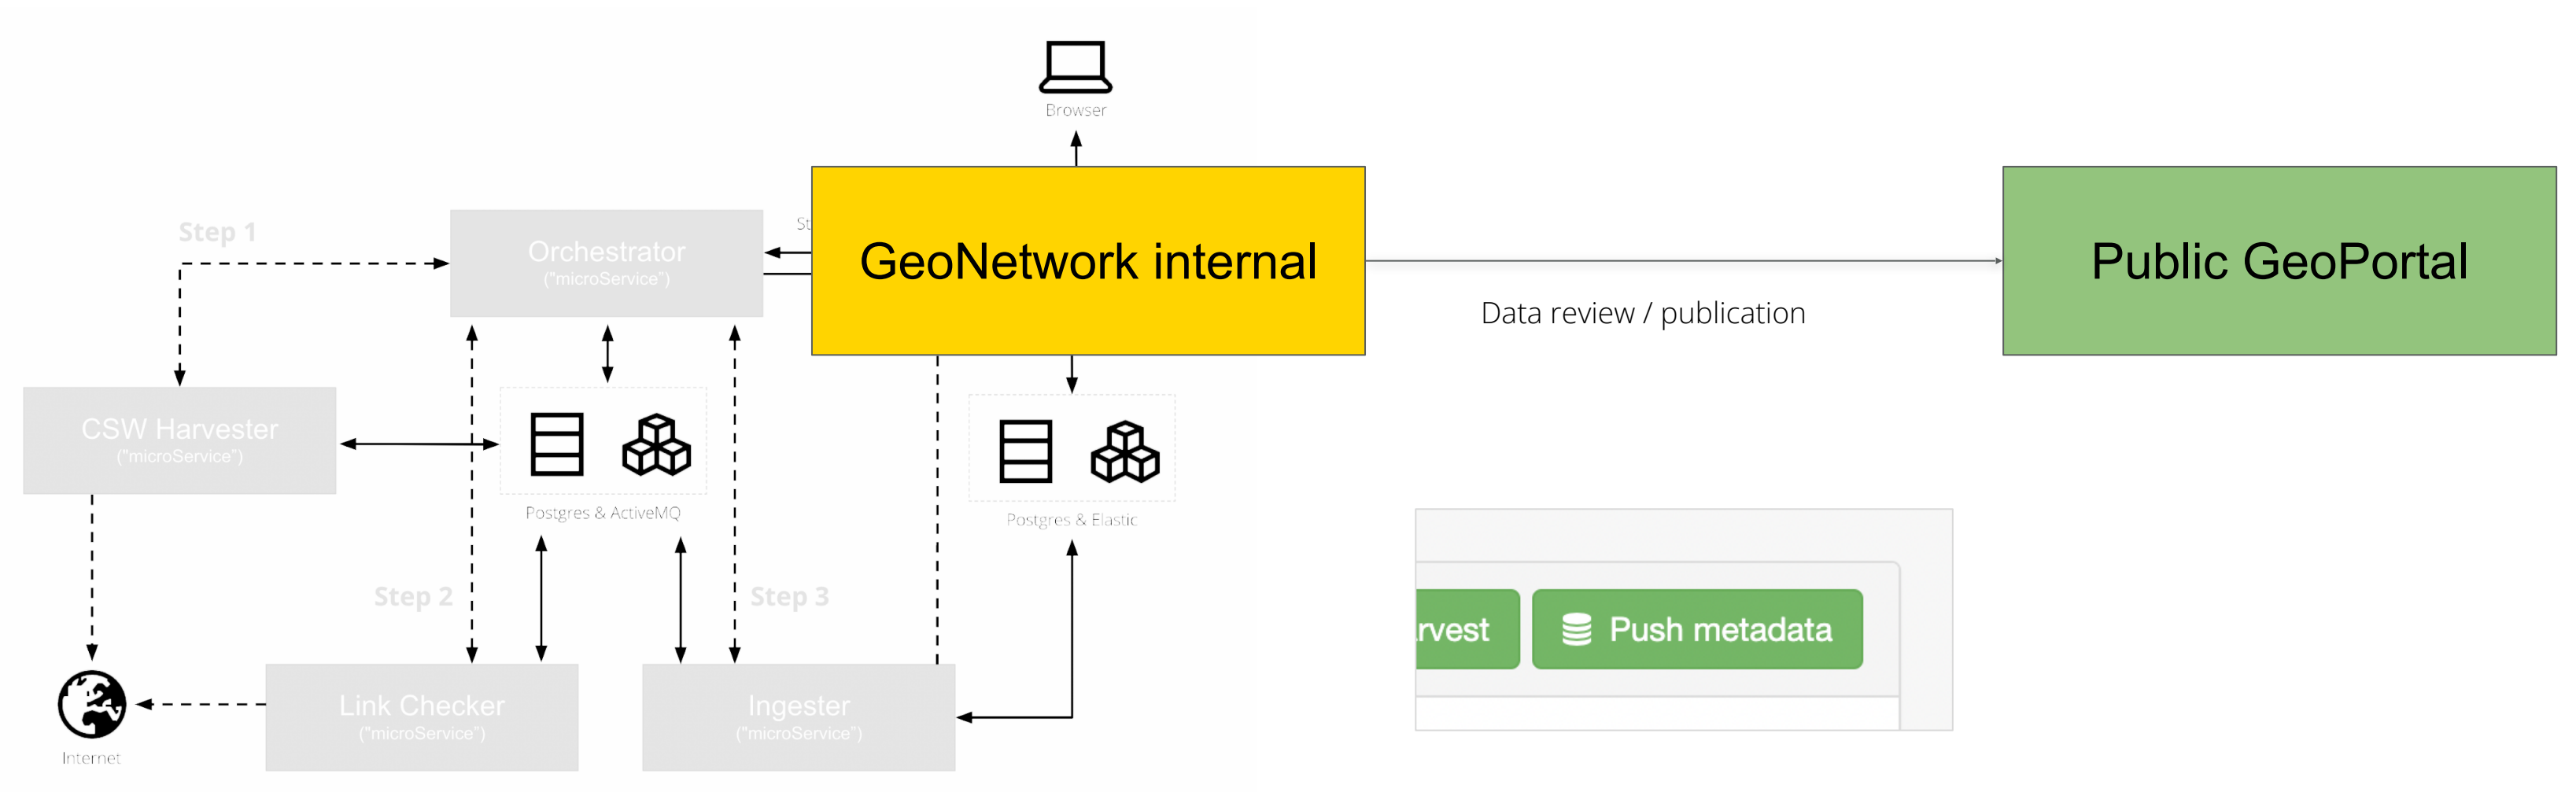 Browser
Step 1
Orchestrator
("microService")
St
GeoNetwork internal
Public GeoPortal
Data review / publication
CSW Harvester
("microService")
Postgres & ActiveMQ
Postgres & Elastic
Step 2
Step 3
rvest
Push metadata
Link Checker
("microService")
Ingester
("microService")
Internet